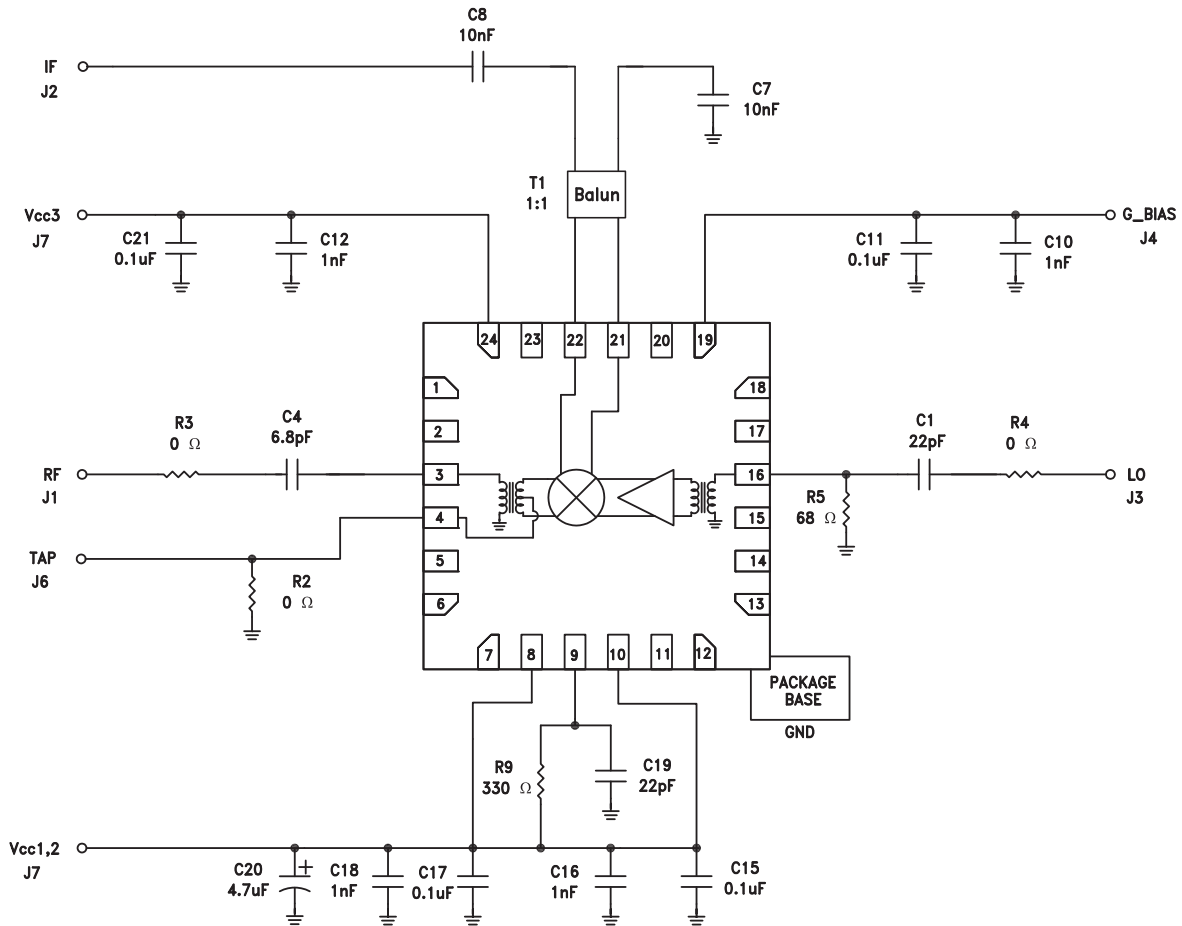 C8
10nF
IF
J2
C7
10nF
T1
1:1
Balun
Vcc3
J7
C21
0.1uF
C12
1nF
C11
0.1uF
C10
1nF
G_BIAS
J4
24
23
22
21
20
19
1
2
3
4
5
6
18
17
16
15
14
13
7
8
9
10
11
12
R3
0 Ω
C4
6.8pF
RF
J1
TAP
J6
R2
0 Ω
C1
22pF
R4
0 Ω
LO
J3
R5
68 Ω
PACKAGE
BASE
GND
R9
330 Ω
C19
22pF
Vcc1,2
J7
C20
4.7uF
+
C18
1nF
C17
0.1uF
C16
1nF
C15
0.1uF